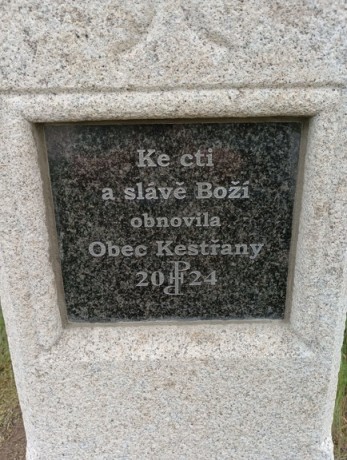 Ke cti
a slávě Boží
obnovila
Obec Kestřany
2024